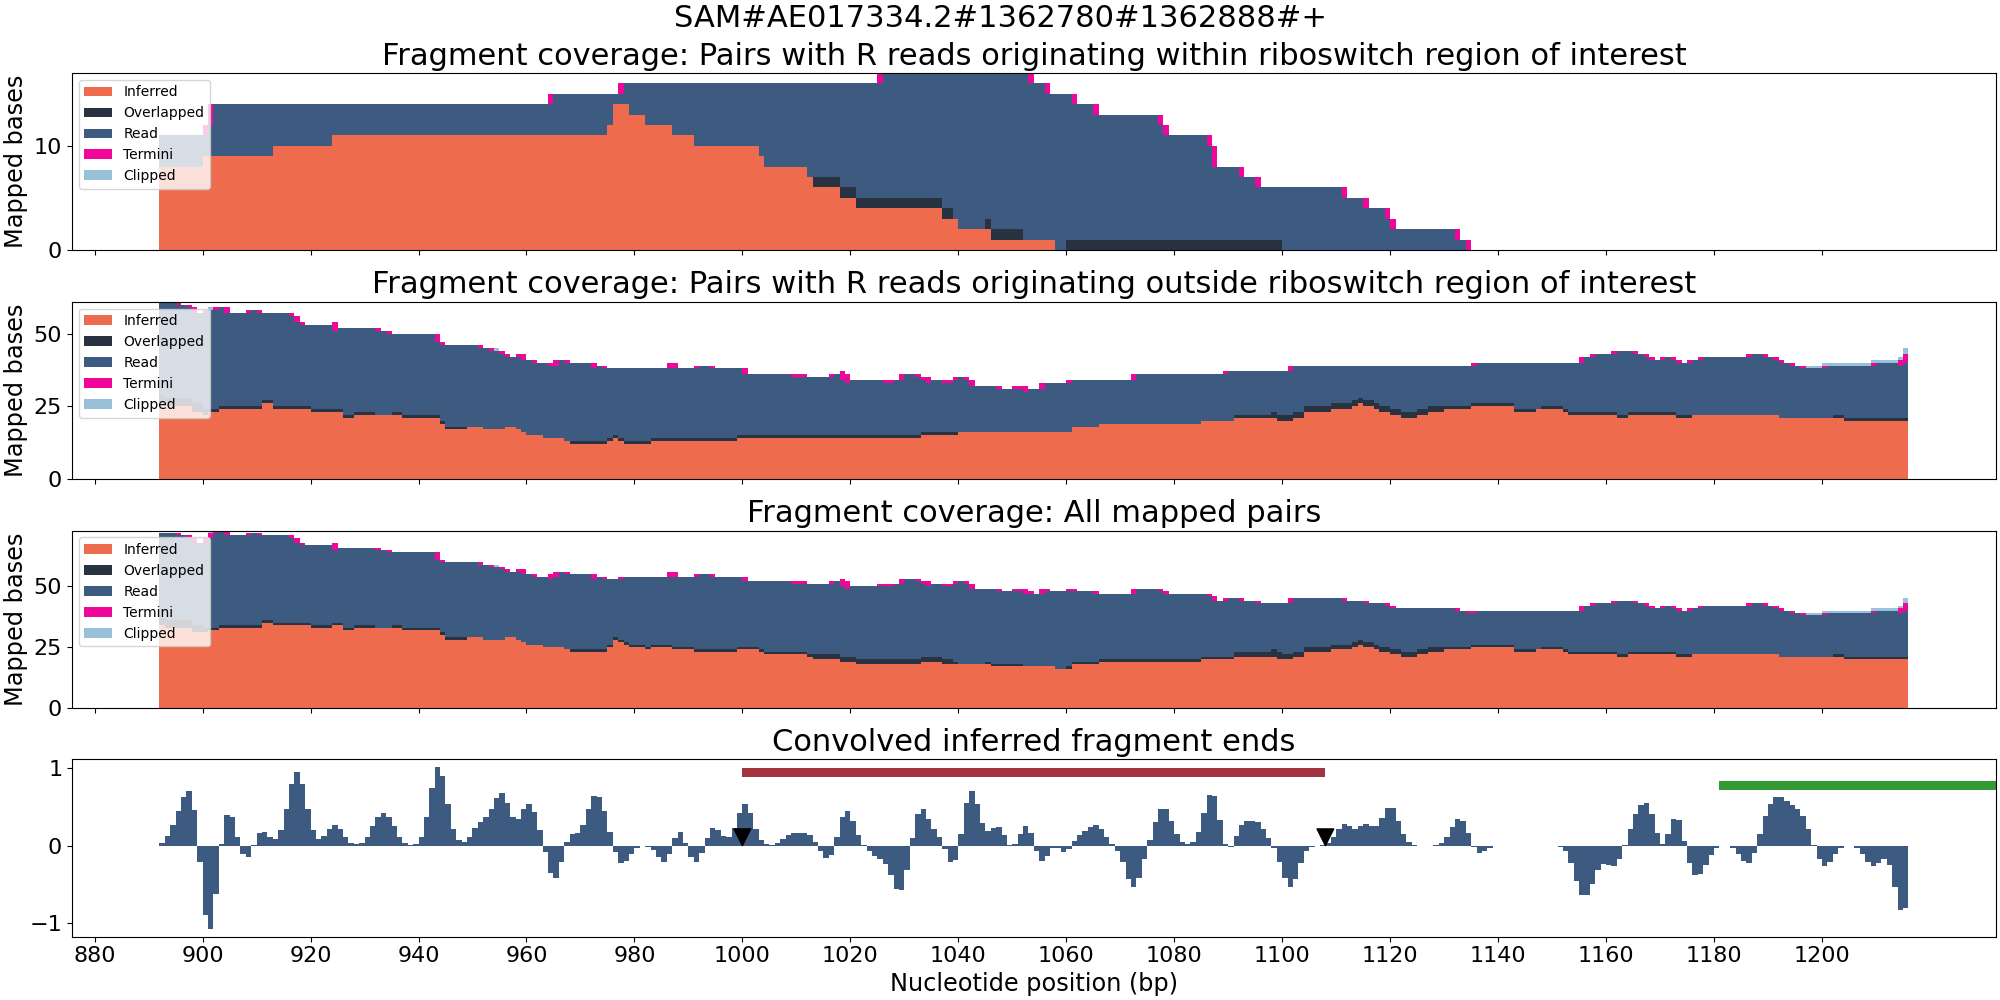 SAM#AE017334.2#1362780#1362888#+
Fragment coverage: Pairs with R reads originating within riboswitch region of interest
Mapped bases
10
0
Inferred
Overlapped
Read
Termini
Clipped
Fragment coverage: Pairs with R reads originating outside riboswitch region of interest
Mapped bases
50
25
0
Inferred
Overlapped
Read
Termini
Clipped
Fragment coverage: All mapped pairs
Mapped bases
50
25
0
Inferred
Overlapped
Read
Termini
Clipped
Convolved inferred fragment ends
1
0
−1
880 900 920 940 960 980 1000 1020 1040 1060 1080 1100 1120 1140 1160 1180 1200
Nucleotide position (bp)